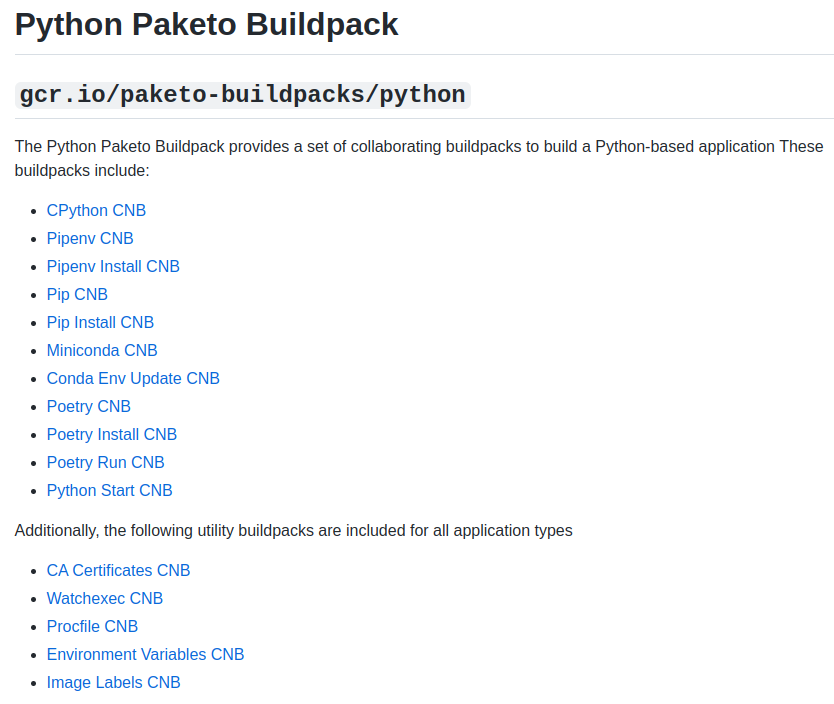 Python Paketo Buildpack
gcr.io/paketo-buildpacks/python
The Python Paketo Buildpack provides a set of collaborating buildpacks to build a Python-based application These
buildpacks include:
CPython CNB
Pipenv CNB
Pipenv Install CNB
Pip CNB
Pip Install CNB
Miniconda CNB
Conda Env Update CNB
Poetry CNB
Poetry Install CNB
Poetry Run CNB
Python Start CNB
Additionally, the following utility buildpacks are included for all application types
CA Certificates CNB
Watchexec CNB
Procfile CNB
Environment Variables CNB
Image Labels CNB